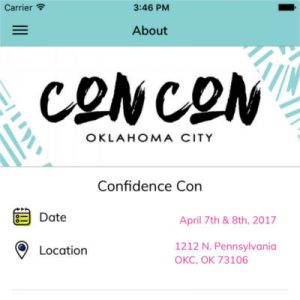 Carrier 3:46 PM
About
CON CON
OKLAHOMA CITY
Confidence Con
Date April 7th & 8th, 2017
Location 1212 N. Pennsylvania
OKC, OK 73106